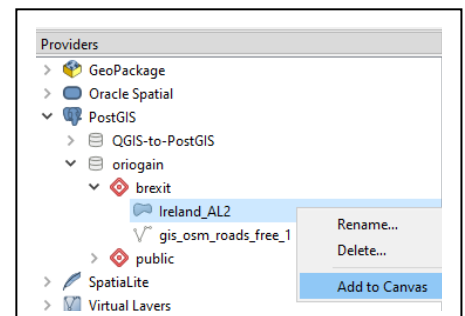 Providers
GeoPackage
Oracle Spatial
PostGIS
QGIS-to-PostGIS
oriogain
brexit
Ireland_AL2
gis_osm_roads_free_1
public
SpatiaLite
Virtual Layers
Rename...
Delete...
Add to Canvas